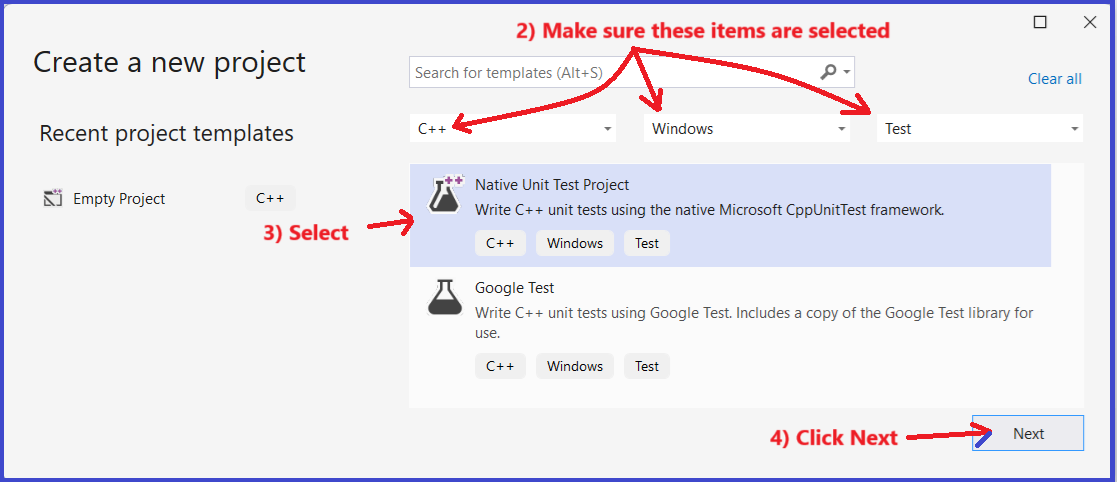 2) Make sure these items are selected
Create a new project
Search for templates (Alt+S)
Clear all
Recent project templates
C++
Windows
Test
Empty Project
C++
3) Select
Native Unit Test Project
Write C++ unit tests using the native Microsoft CppUnitTest framework.
C++ Windows Test
Google Test
Write C++ unit tests using Google Test. Includes a copy of the Google Test library for
use.
C++ Windows Test
4) Click Next
Next